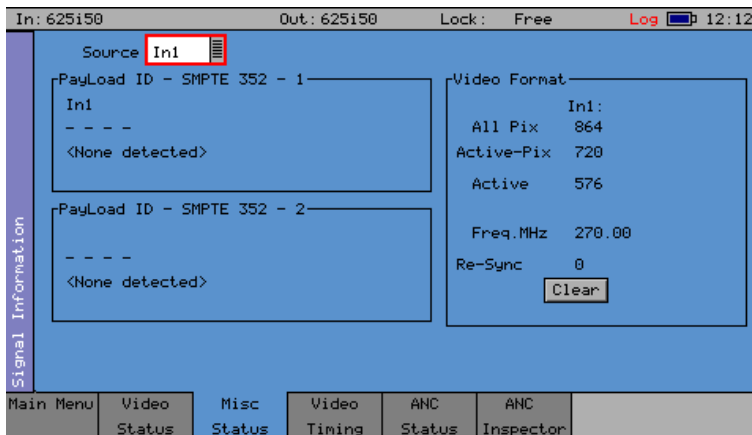 In:625i50 Out:625i50 Lock: Free Log 12:12
Source In1
PayLoad ID - SMPTE 352 - 1
In1
- - - -
<None detected>
PayLoad ID - SMPTE 352 - 2
- - - -
<None detected>
Video Format
In1:
All Pix 864
Active-Pix 720
Active 576
Freq.MHz 270.00
Re-Sync 0
Clear
Signal Information
Main Menu
Video Status
Misc Status
Video Timing
ANC Status
ANC Inspector